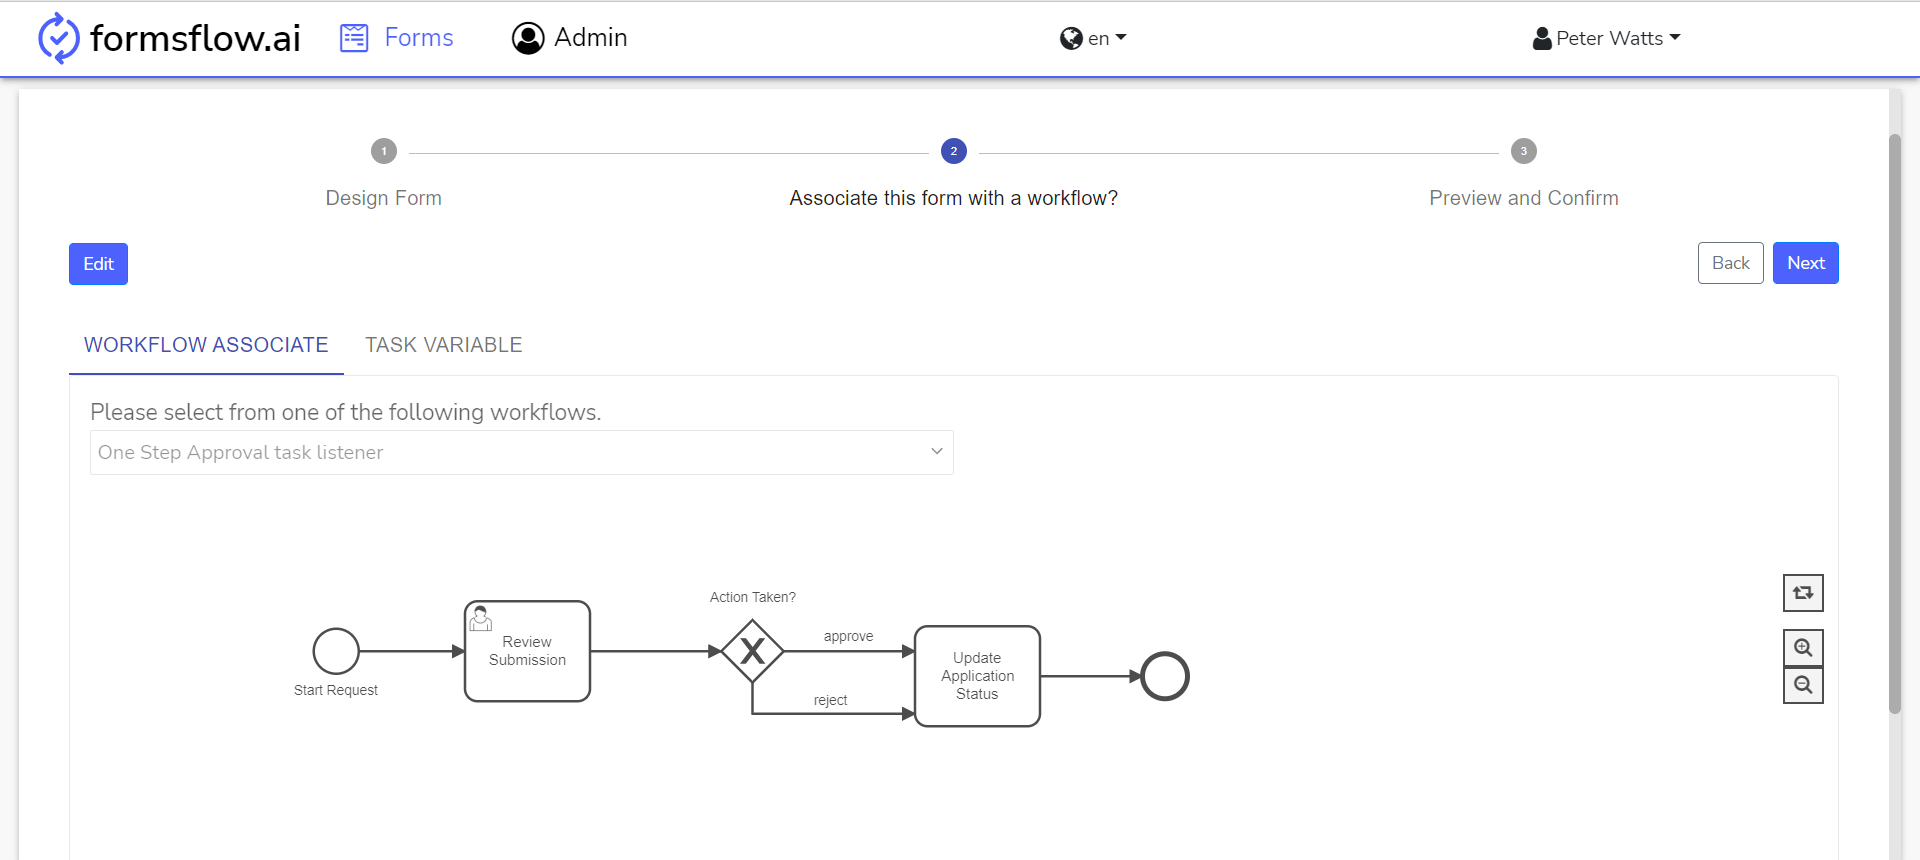 formsflow.ai Forms Admin en Peter Watts
1 2 3
Design Form Associate this form with a workflow? Preview and Confirm
Edit Back Next
WORKFLOW ASSOCIATE TASK VARIABLE
Please select from one of the following workflows.
One Step Approval task listener
Action Taken?
Start Request
Review
Submission
X
approve
reject
Update
Application
Status